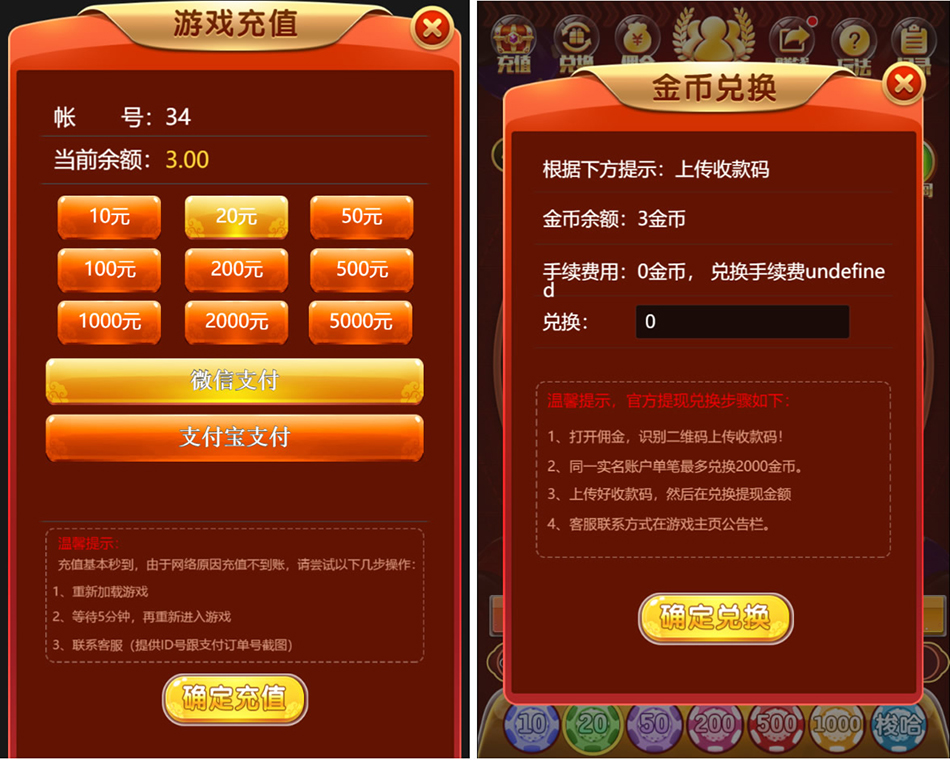 游戏充值
帐 号：34
当前余额：3.00
10元
20元
50元
100元
200元
500元
1000元
2000元
5000元
微信支付
支付宝支付
温馨提示:
充值基本秒到，由于网络原因充值不到账，请尝试以下几步操作:
1、重新加载游戏
2、等待5分钟，再重新进入游戏
3、联系客服（提供ID号跟支付订单号截图）
确定充值
充值
兑换
玩法
金币兑换
根据下方提示：上传收款码
金币余额：3金币
手续费用：0金币， 兑换手续费undefine
d
兑换：
0
温馨提示，官方提现兑换步骤如下:
1、打开佣金，识别二维码上传收款码!
2、同一实名账户单笔最多兑换2000金币。
3、上传好收款码，然后在兑换提现金额
4、客服联系方式在游戏主页公告栏。
确定兑换
10
20
50
200
500
1000
梭哈